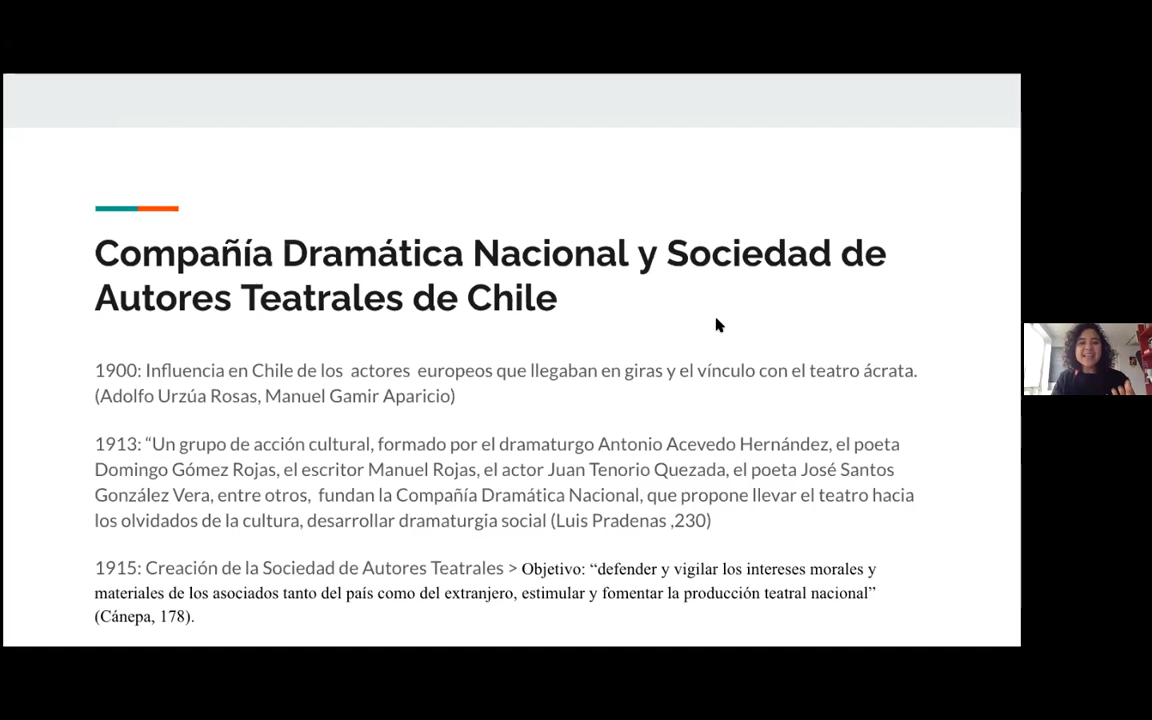 Compañía Dramática Nacional y Sociedad de
Autores Teatrales de Chile
1900: Influencia en Chile de los  actores  europeos que llegaban en giras y el vínculo con el teatro ácrata.
(Adolfo Urzúa Rosas, Manuel Gamir Aparicio)
1913: “Un grupo de acción cultural, formado por el dramaturgo Antonio Acevedo Hernández, el poeta
Domingo Gómez Rojas, el escritor Manuel Rojas, el actor Juan Tenorio Quezada, el poeta José Santos
González Vera, entre otros,  fundan la Compañía Dramática Nacional, que propone llevar el teatro hacia
los olvidados de la cultura, desarrollar dramaturgia social (Luis Pradenas ,230)
1915: Creación de la Sociedad de Autores Teatrales > Objetivo: “defender y vigilar los intereses morales y
materiales de los asociados tanto del país como del extranjero, estimular y fomentar la producción teatral nacional”
(Cánepa, 178).